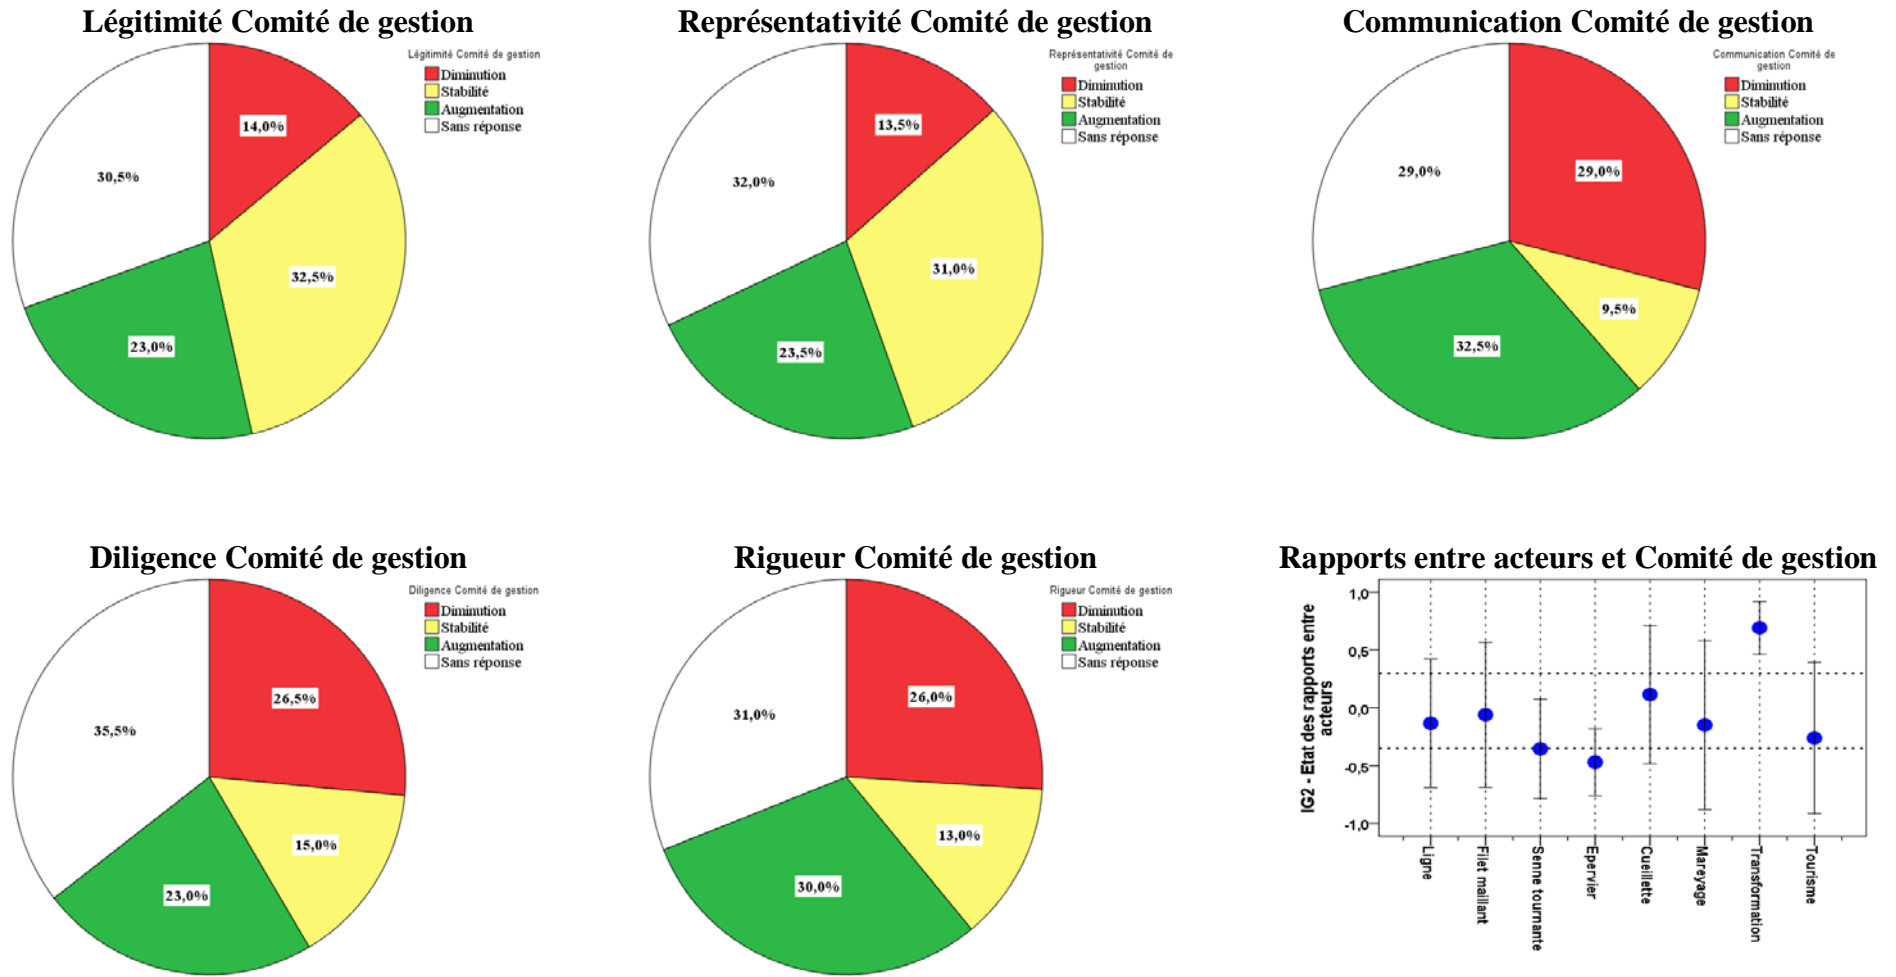 Légitimité Comité de gestion
Légitimité Comité de gestion
Diminution
Stabilité
Augmentation
Sans réponse
14,0%
30,5%
32,5%
23,0%
Représentativité Comité de gestion
Représentativité Comité de
gestion
Diminution
Stabilité
Augmentation
Sans réponse
13,5%
32,0%
31,0%
23,5%
Communication Comité de gestion
Communication Comité de
gestion
Diminution
Stabilité
Augmentation
Sans réponse
29,0%
29,0%
9,5%
32,5%
Diligence Comité de gestion
Diligence Comité de gestion
Diminution
Stabilité
Augmentation
Sans réponse
26,5%
35,5%
15,0%
23,0%
Rigueur Comité de gestion
Rigueur Comité de gestion
Diminution
Stabilité
Augmentation
Sans réponse
26,0%
31,0%
13,0%
30,0%
Rapports entre acteurs et Comité de gestion
IG2 - Etat des rapports entre
acteurs
1,0
0,5
0,0
-0,5
-1,0
Ligne
Filet maillant
Senne tournante
Epervier
Cueillette
Mareyage
Transformation
Tourisme